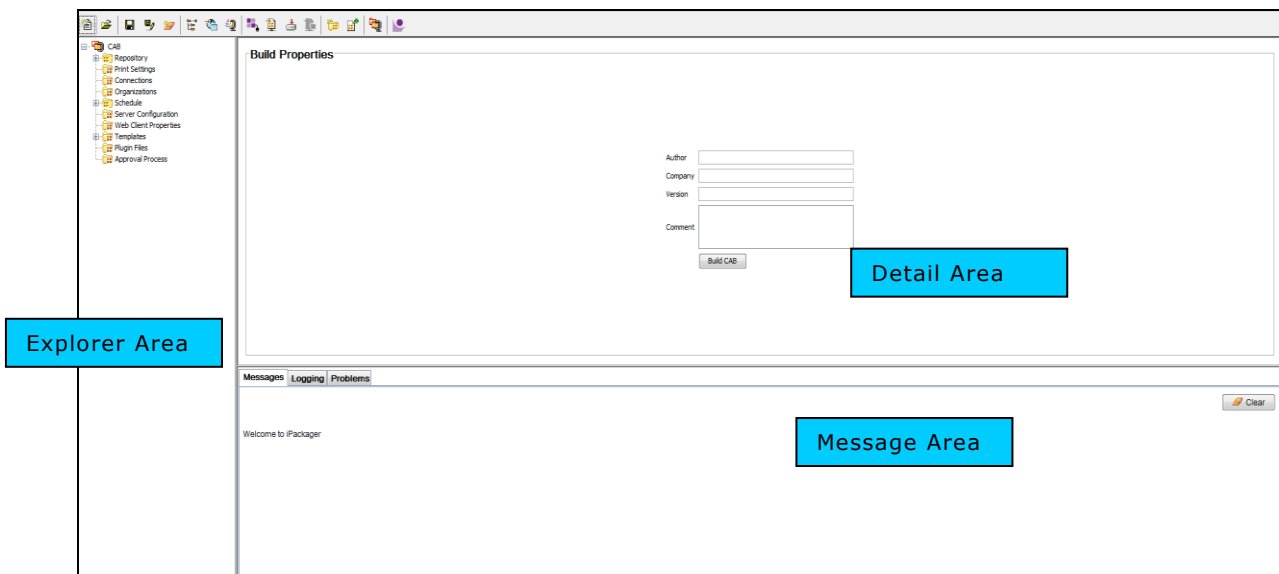 CAB
Repository
Print Settings
Connections
Organizations
Schedule
Server Configuration
Web Client Properties
Templates
Plugin Files
Approval Process
Explorer Area
Build Properties
Author
Company
Version
Comment
Build CAB
Detail Area
Messages Logging Problems
Clear
Welcome to iPackager
Message Area